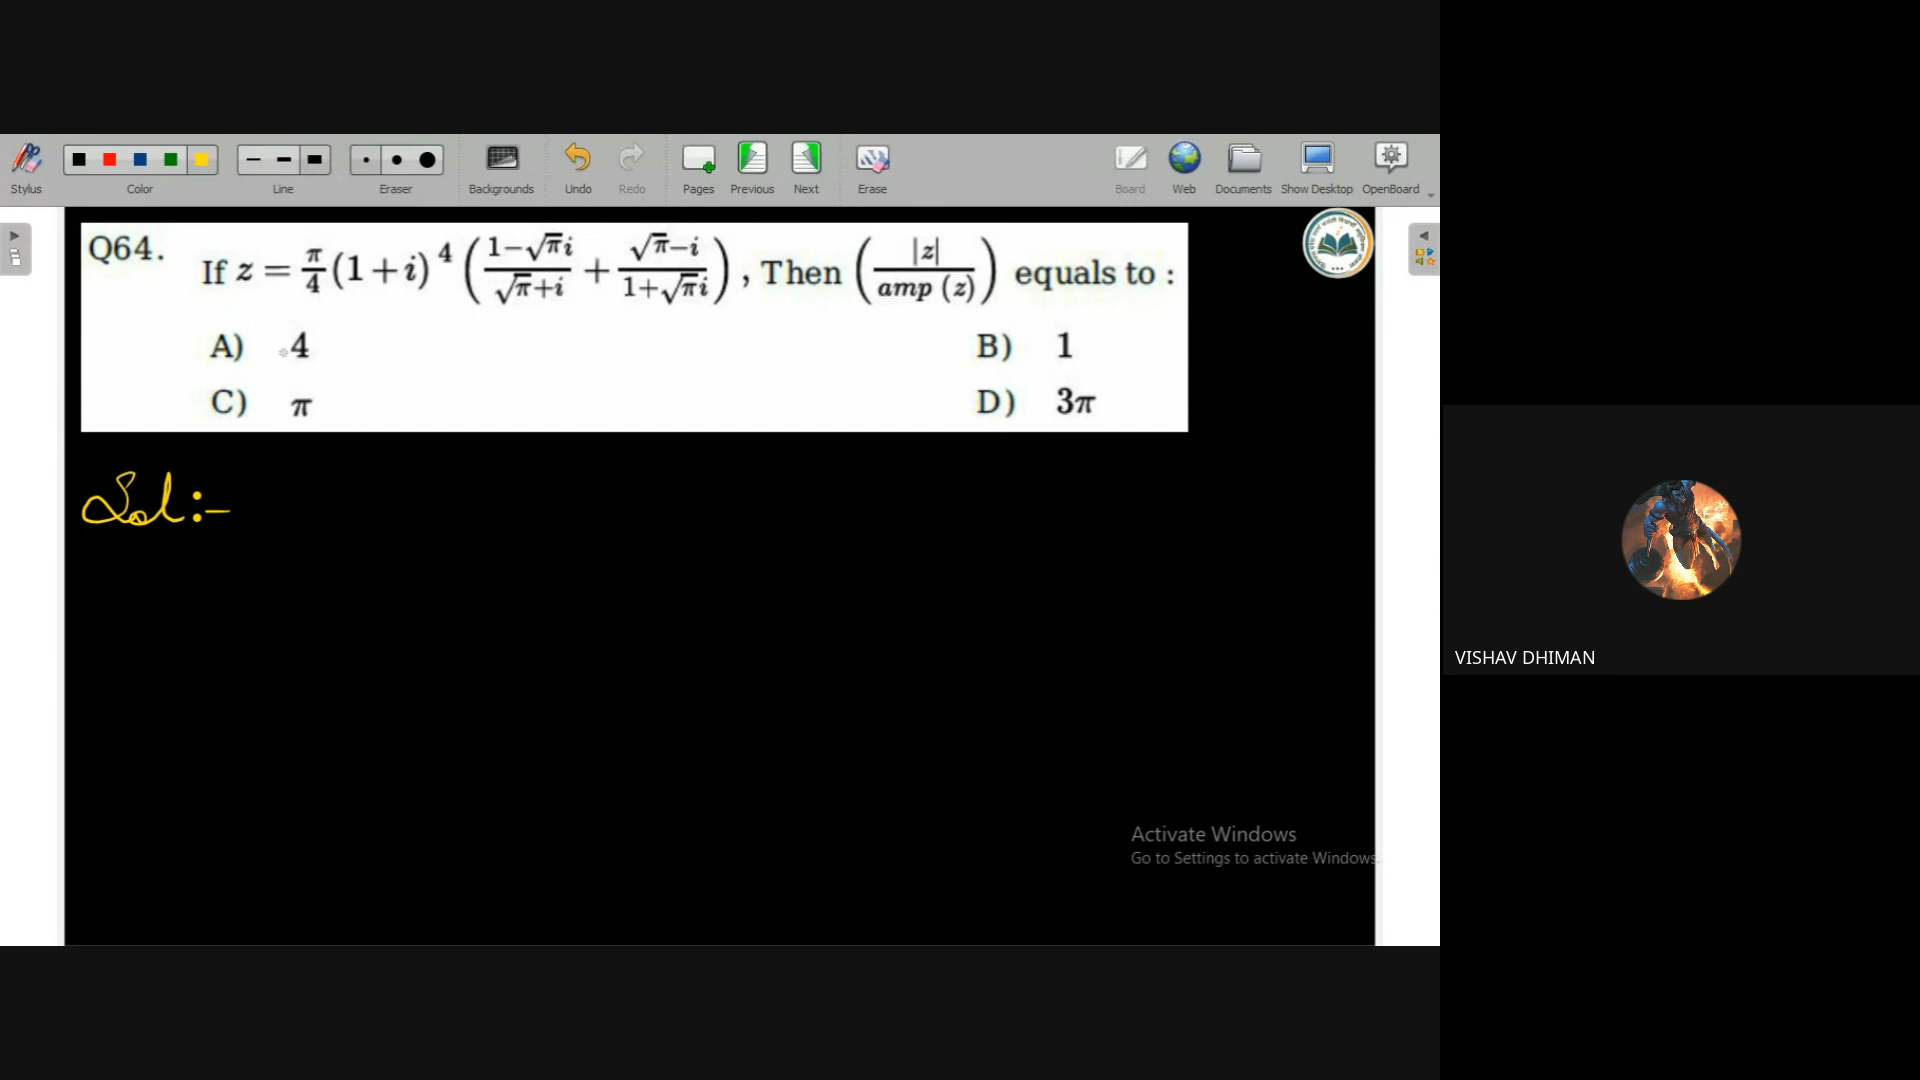 Stylus Color Line Eraser Backgrounds Undo Redo Pages Previous Next Erase Board Web Documents Show Desktop OpenBoard
Q64. If z = π/4 (1+i)^4 ((1−√π i)/(√π+i) + (√π−i)/(1+√π i)), Then (|z|/amp (z)) equals to :
A) 4 B) 1
C) π D) 3π
Sol:-
VISHAV DHIMAN
Activate Windows
Go to Settings to activate Windows.